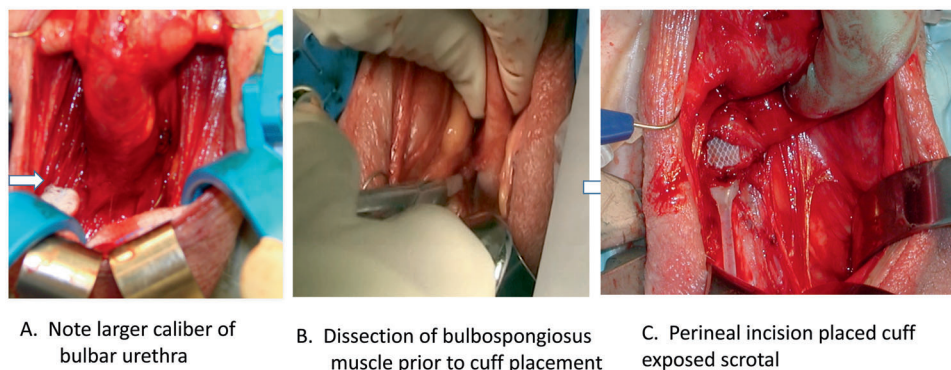 A. Note larger caliber of
bulbar urethra
B. Dissection of bulbospongiosus
muscle prior to cuff placement
C. Perineal incision placed cuff
exposed scrotal